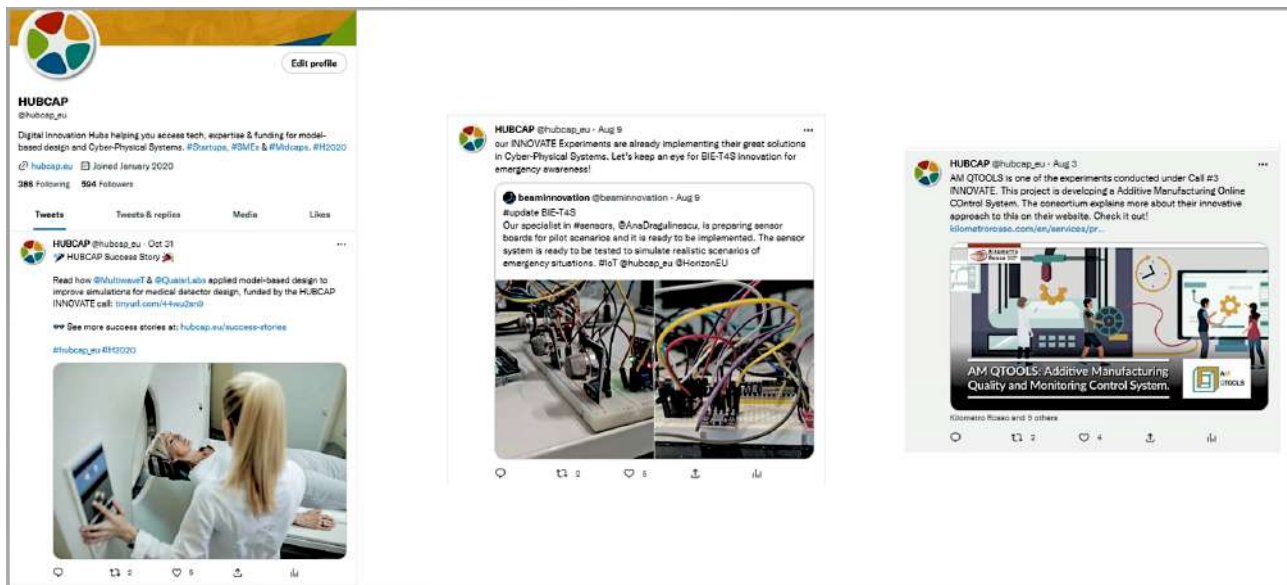 Edit profile
HUBCAP
@hubcap_eu
Digital Innovation Hubs helping you access tech, expertise & funding for model-
based design and Cyber-Physical Systems. #Startups, #SMEs & #Midcaps. #H2020
hubcap.eu Joined January 2020
386 Following 594 Followers
Tweets Tweets & replies Media Likes
HUBCAP @hubcap_eu · Oct 31
HUBCAP Success Story
Read how @MultiwaveT & @QuasarLabs applied model-based design to
improve simulations for medical detector design, funded by the HUBCAP
INNOVATE call:
See more success stories at: hubcap.eu/success-stories
#hubcap_eu #H2020
2 5
HUBCAP @hubcap_eu · Aug 9
our INNOVATE Experiments are already implementing their great solutions
in Cyber-Physical Systems. Let's keep an eye for BIE-T4S innovation for
emergency awareness!
beaminnovation @beaminnovation · Aug 9
#update BIE-T4S
Our specialist in #sensors, @AnaDragulinescu, is preparing sensor
boards for pilot scenarios and it is ready to be implemented. The sensor
system is ready to be tested to simulate realistic scenarios of
emergency situations. #IoT @hubcap_eu @HorizonEU
HUBCAP @hubcap_eu · Aug 3
AM QTOOLS is one of the experiments conducted under Call #3
INNOVATE. This project is developing a Additive Manufacturing Online
COntrol System. The consortium explains more about their innovative
approach to this on their website. Check it out!
kilometrorosso.com/en/services/pr...
Kilometro
Rosso
AM QTOOLS: Additive Manufacturing
Quality and Monitoring Control System.
AM
QTOOLS
Kilometro Rosso and 9 others
2 4